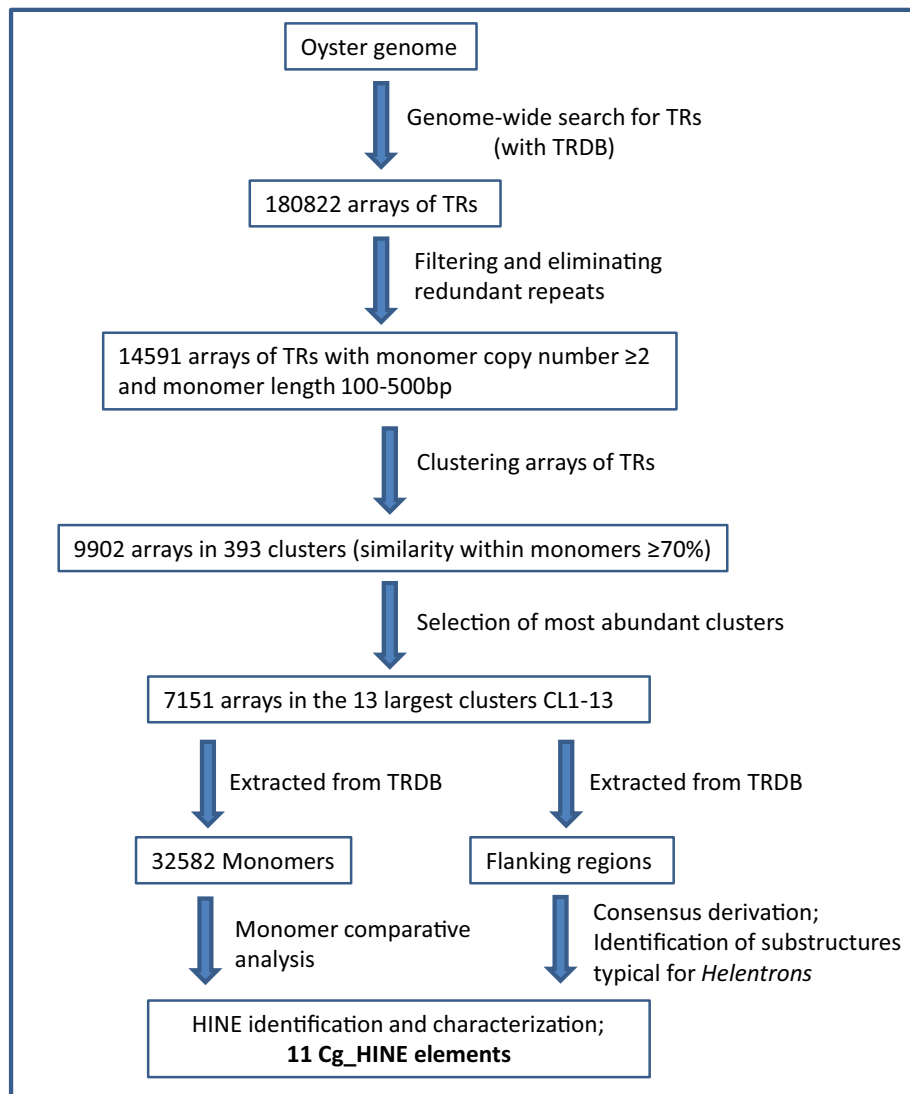 Oyster genome
Genome-wide search for TRs
(with TRDB)
180822 arrays of TRs
Filtering and eliminating
redundant repeats
14591 arrays of TRs with monomer copy number ≥2
and monomer length 100-500bp
Clustering arrays of TRs
9902 arrays in 393 clusters (similarity within monomers ≥70%)
Selection of most abundant clusters
7151 arrays in the 13 largest clusters CL1-13
Extracted from TRDB
Extracted from TRDB
32582 Monomers
Flanking regions
Monomer comparative
analysis
Consensus derivation;
Identification of substructures
typical for Helentrons
HINE identification and characterization;
11 Cg_HINE elements